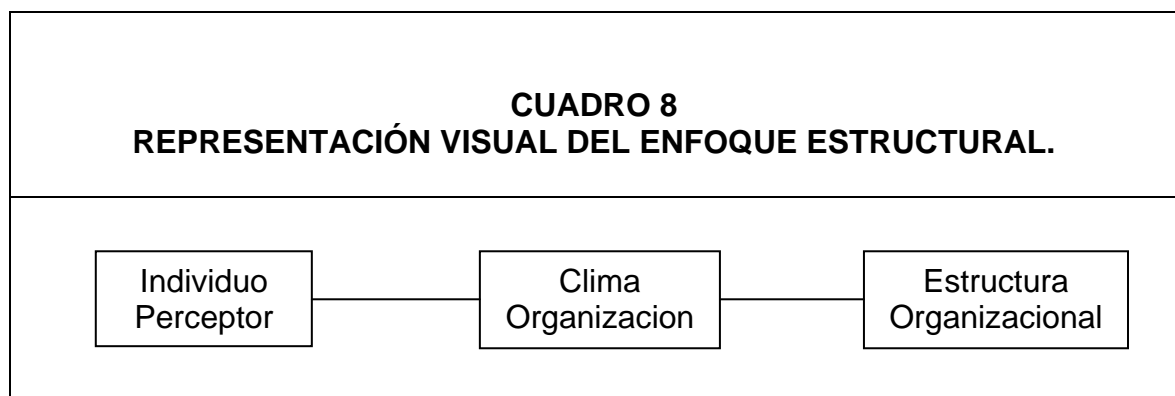 CUADRO 8
REPRESENTACIÓN VISUAL DEL ENFOQUE ESTRUCTURAL.
Individuo
Perceptor
Clima
Organizacion
Estructura
Organizacional